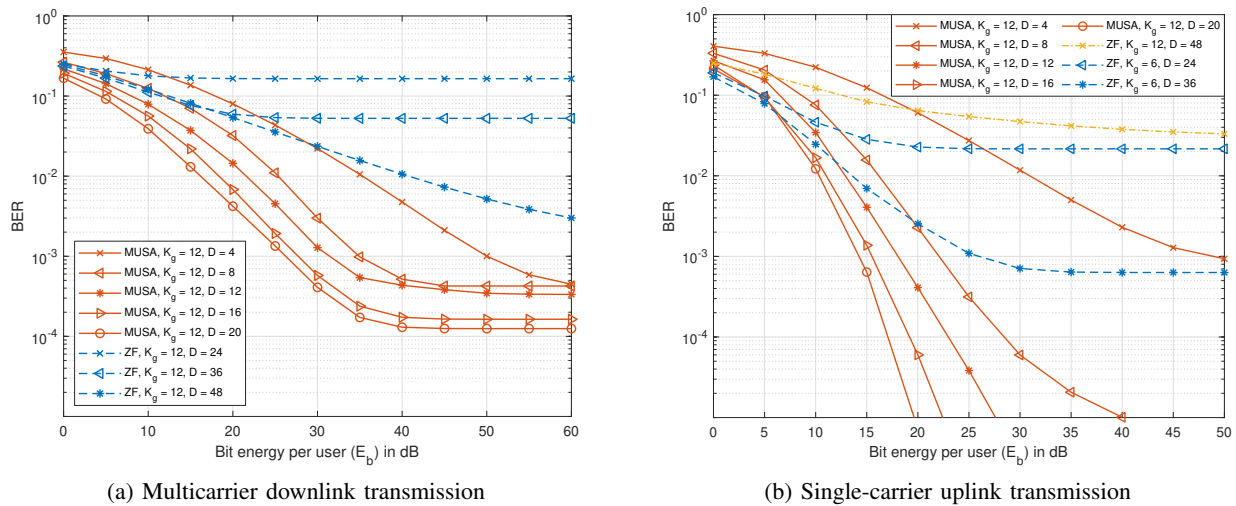 10^0
10^-1
10^-2
10^-3
10^-4
BER
0 10 20 30 40 50 60
Bit energy per user (E_b) in dB
MUSA, K_g = 12, D = 4
MUSA, K_g = 12, D = 8
MUSA, K_g = 12, D = 12
MUSA, K_g = 12, D = 16
MUSA, K_g = 12, D = 20
ZF, K_g = 12, D = 24
ZF, K_g = 12, D = 36
ZF, K_g = 12, D = 48
(a) Multicarrier downlink transmission
10^0
10^-1
10^-2
10^-3
10^-4
BER
0 5 10 15 20 25 30 35 40 45 50
Bit energy per user (E_b) in dB
MUSA, K_g = 12, D = 4
MUSA, K_g = 12, D = 8
MUSA, K_g = 12, D = 12
MUSA, K_g = 12, D = 16
MUSA, K_g = 12, D = 20
ZF, K_g = 12, D = 48
ZF, K_g = 6, D = 24
ZF, K_g = 6, D = 36
(b) Single-carrier uplink transmission